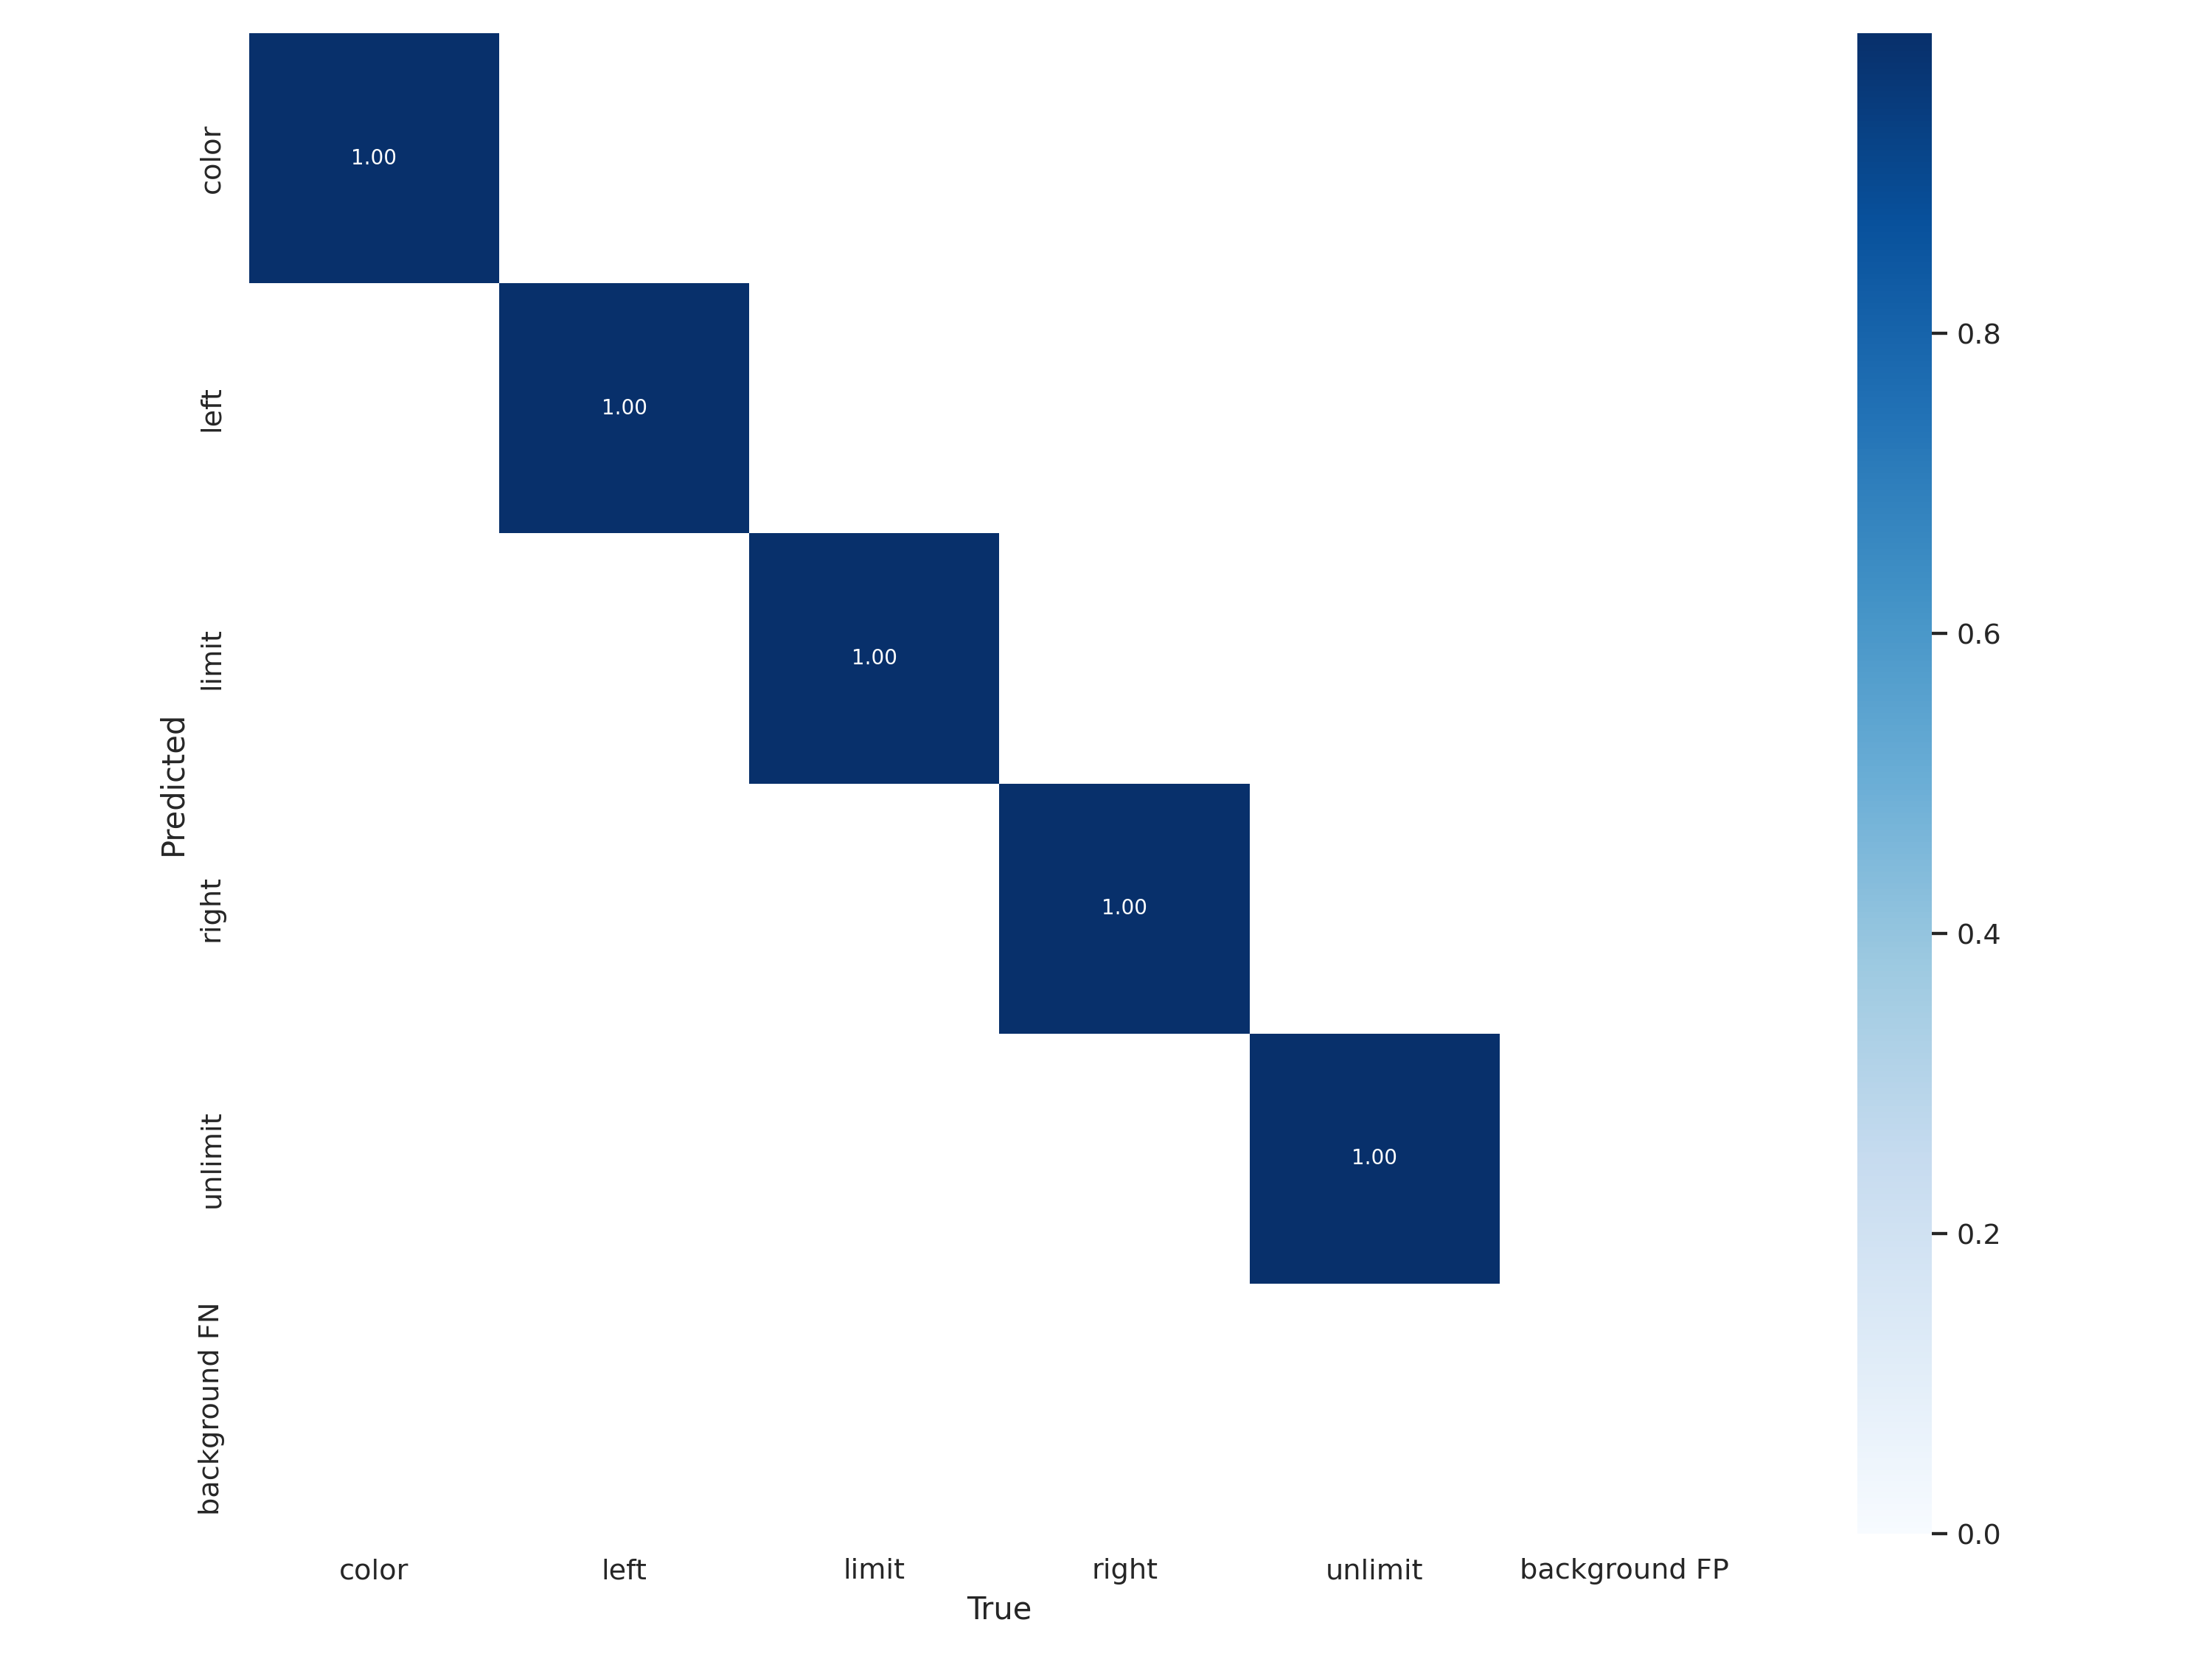 color
1.00
left
1.00
limit
1.00
right
1.00
unlimit
1.00
background FN
Predicted
color
left
limit
right
unlimit
background FP
True
0.8
0.6
0.4
0.2
0.0